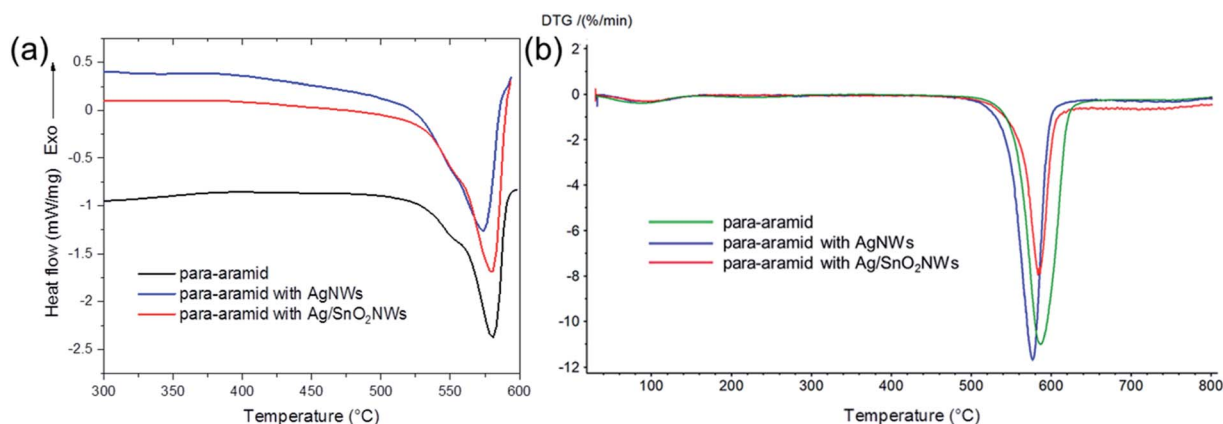 (a)
0.5
0
-0.5
-1
-1.5
-2.0
-2.5
Heat flow (mW/mg) Exo
para-aramid
para-aramid with AgNWs
para-aramid with Ag/SnO₂NWs
300 350 400 450 500 550 600
Temperature (°C)
DTG /(%/min)
(b)
2
0
-2
-4
-6
-8
-10
-12
para-aramid
para-aramid with AgNWs
para-aramid with Ag/SnO₂NWs
100 200 300 400 500 600 700 800
Temperature (°C)